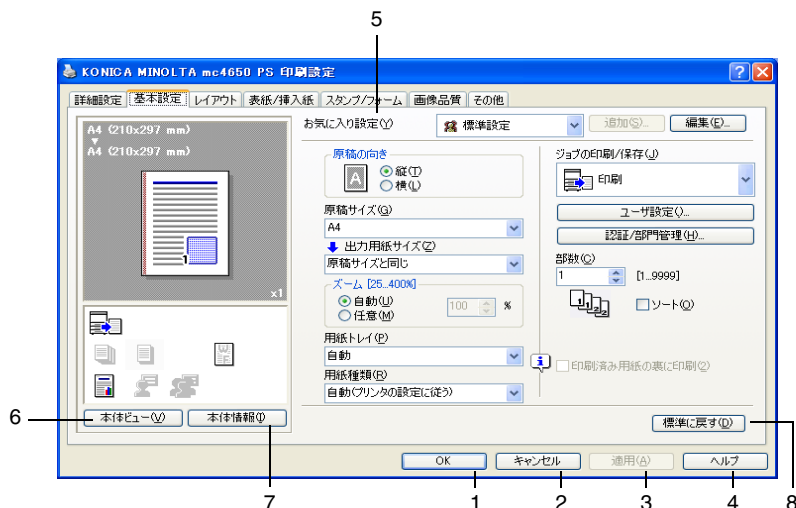 5
KONICA MINOLTA mc4650 PS 印刷設定
詳細設定 基本設定 レイアウト 表紙/挿入紙 スタンプ/フォーム 画像品質 その他
A4 (210x297 mm)
A4 (210x297 mm)
1
x1
お気に入り設定(Y) 標準設定 追加(S)... 編集(E)...
原稿の向き
A
縦(T)
横(L)
原稿サイズ(G)
A4
出力用紙サイズ(Z)
原稿サイズと同じ
ズーム [25...400%]
自動(U)
任意(M)
100 %
用紙トレイ(P)
自動
用紙種類(R)
自動(プリンタの設定に従う)
ジョブの印刷/保存(J)
印刷
ユーザ設定()...
認証/部門管理(H)...
部数(C)
1 [1...9999]
1 1 2 2
ソート(O)
印刷済み用紙の裏に印刷(2)
6 本体ビュー(V) 本体情報(I)
標準に戻す(D)
OK キャンセル 適用(A) ヘルプ
7 1 2 3 4 8